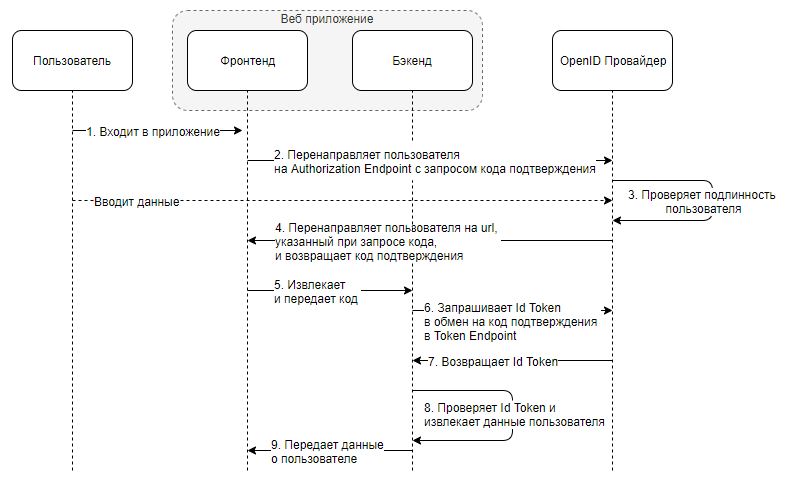 Веб приложение
Пользователь
Фронтенд
Бэкенд
OpenID Провайдер
1. Входит в приложение
2. Перенаправляет пользователя
на Authorization Endpoint с запросом кода подтверждения
3. Проверяет подлинность
пользователя
Вводит данные
4. Перенаправляет пользователя на url,
указанный при запросе кода,
и возвращает код подтверждения
5. Извлекает
и передает код
6. Запрашивает Id Token
в обмен на код подтверждения
в Token Endpoint
7. Возвращает Id Token
8. Проверяет Id Token и
извлекает данные пользователя
9. Передает данные
о пользователе